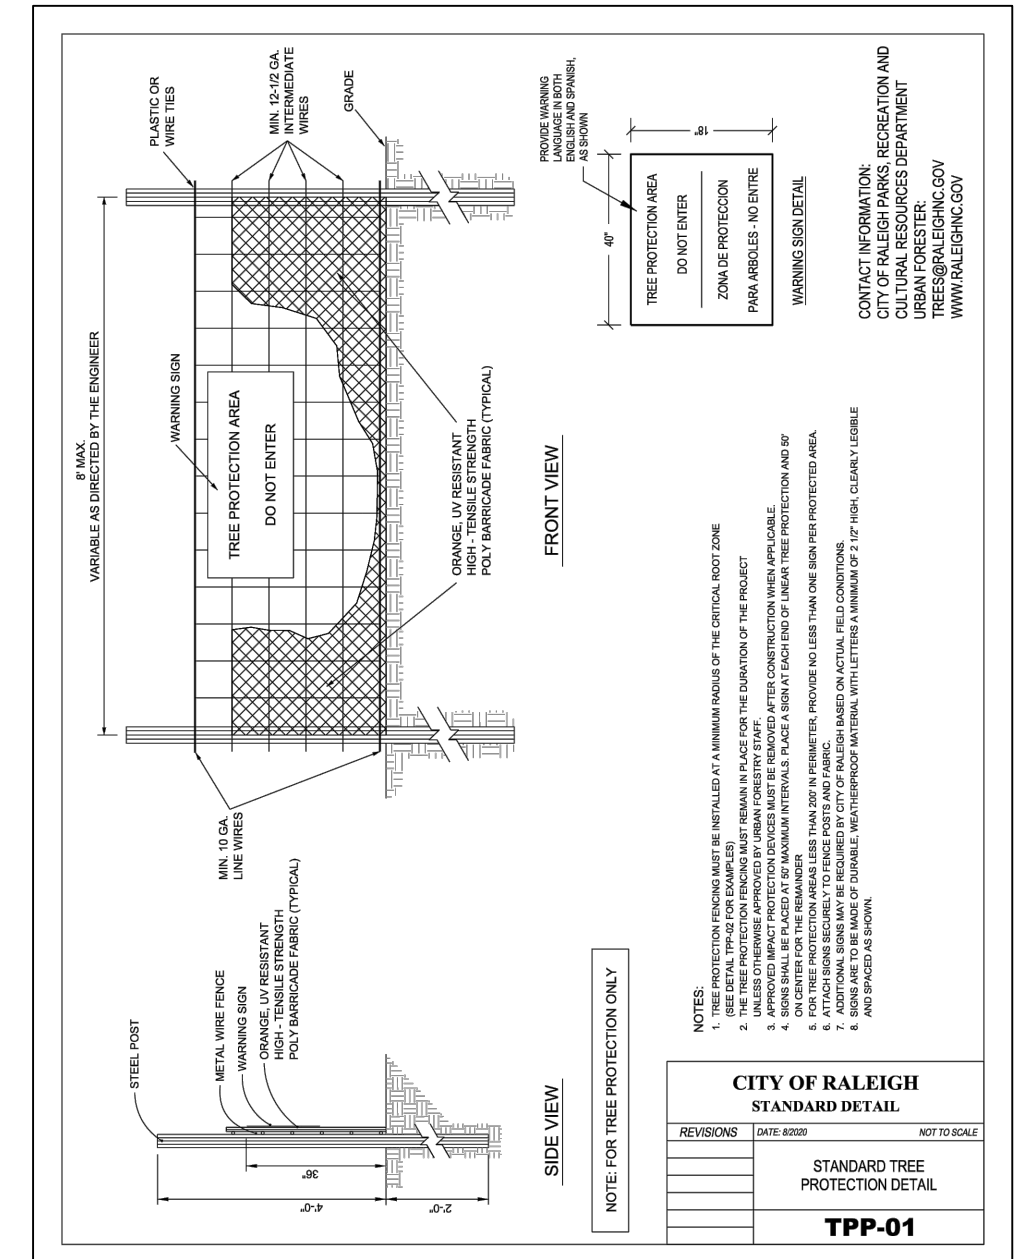 8' MAX.
VARIABLE AS DIRECTED BY THE ENGINEER
PLASTIC OR
WIRE TIES
MIN. 12-1/2 GA.
INTERMEDIATE
WIRES
GRADE
WARNING SIGN
TREE PROTECTION AREA
DO NOT ENTER
MIN. 10 GA.
LINE WIRES
ORANGE, UV RESISTANT
HIGH - TENSILE STRENGTH
POLY BARRICADE FABRIC (TYPICAL)
FRONT VIEW
STEEL POST
METAL WIRE FENCE
WARNING SIGN
ORANGE, UV RESISTANT
HIGH - TENSILE STRENGTH
POLY BARRICADE FABRIC (TYPICAL)
36"
4'-0"
2'-0"
SIDE VIEW
NOTE: FOR TREE PROTECTION ONLY
PROVIDE WARNING
LANGUAGE IN BOTH
ENGLISH AND SPANISH,
AS SHOWN
40"
18"
TREE PROTECTION AREA
DO NOT ENTER
ZONA DE PROTECCION
PARA ARBOLES - NO ENTRE
WARNING SIGN DETAIL
CONTACT INFORMATION:
CITY OF RALEIGH PARKS, RECREATION AND
CULTURAL RESOURCES DEPARTMENT
URBAN FORESTER:
TREES@RALEIGHNC.GOV
WWW.RALEIGHNC.GOV
NOTES:
1. TREE PROTECTION FENCING MUST BE INSTALLED AT A MINIMUM RADIUS OF THE CRITICAL ROOT ZONE
(SEE DETAIL TPP-02 FOR EXAMPLES)
2. THE TREE PROTECTION FENCING MUST REMAIN IN PLACE FOR THE DURATION OF THE PROJECT
UNLESS OTHERWISE APPROVED BY URBAN FORESTRY STAFF.
3. APPROVED IMPACT PROTECTION DEVICES MUST BE REMOVED AFTER CONSTRUCTION WHEN APPLICABLE.
4. SIGNS SHALL BE PLACED AT 50' MAXIMUM INTERVALS. PLACE A SIGN AT EACH END OF LINEAR TREE PROTECTION AND 50'
ON CENTER FOR THE REMAINDER
5. FOR TREE PROTECTION AREAS LESS THAN 200' IN PERIMETER, PROVIDE NO LESS THAN ONE SIGN PER PROTECTED AREA.
6. ATTACH SIGNS SECURELY TO FENCE POSTS AND FABRIC.
7. ADDITIONAL SIGNS MAY BE REQUIRED BY CITY OF RALEIGH BASED ON ACTUAL FIELD CONDITIONS.
8. SIGNS ARE TO BE MADE OF DURABLE, WEATHERPROOF MATERIAL WITH LETTERS A MINIMUM OF 2 1/2" HIGH, CLEARLY LEGIBLE
AND SPACED AS SHOWN.
CITY OF RALEIGH
STANDARD DETAIL
REVISIONS
DATE: 8/2020
NOT TO SCALE
STANDARD TREE
PROTECTION DETAIL
TPP-01